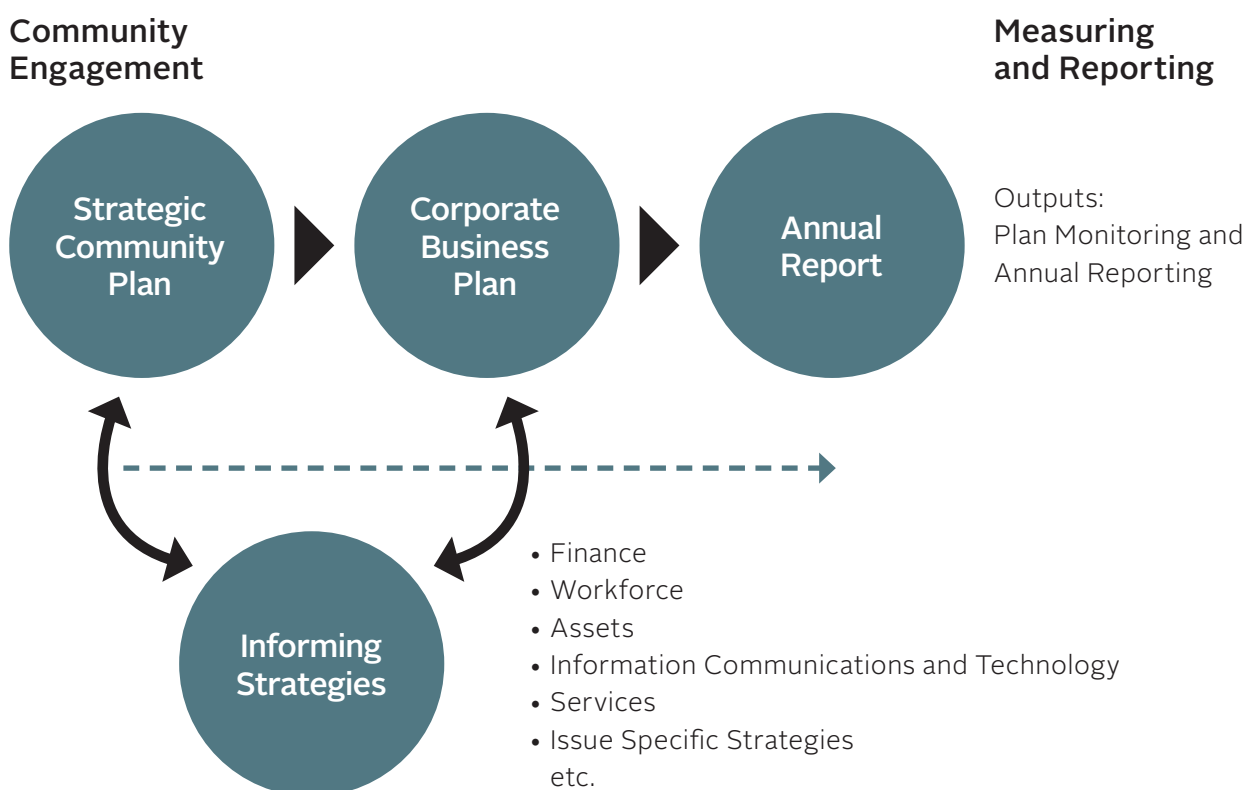 Community
Engagement
Measuring
and Reporting
Strategic
Community
Plan
Corporate
Business
Plan
Annual
Report
Outputs:
Plan Monitoring and
Annual Reporting
Informing
Strategies
• Finance
• Workforce
• Assets
• Information Communications and Technology
• Services
• Issue Specific Strategies
etc.